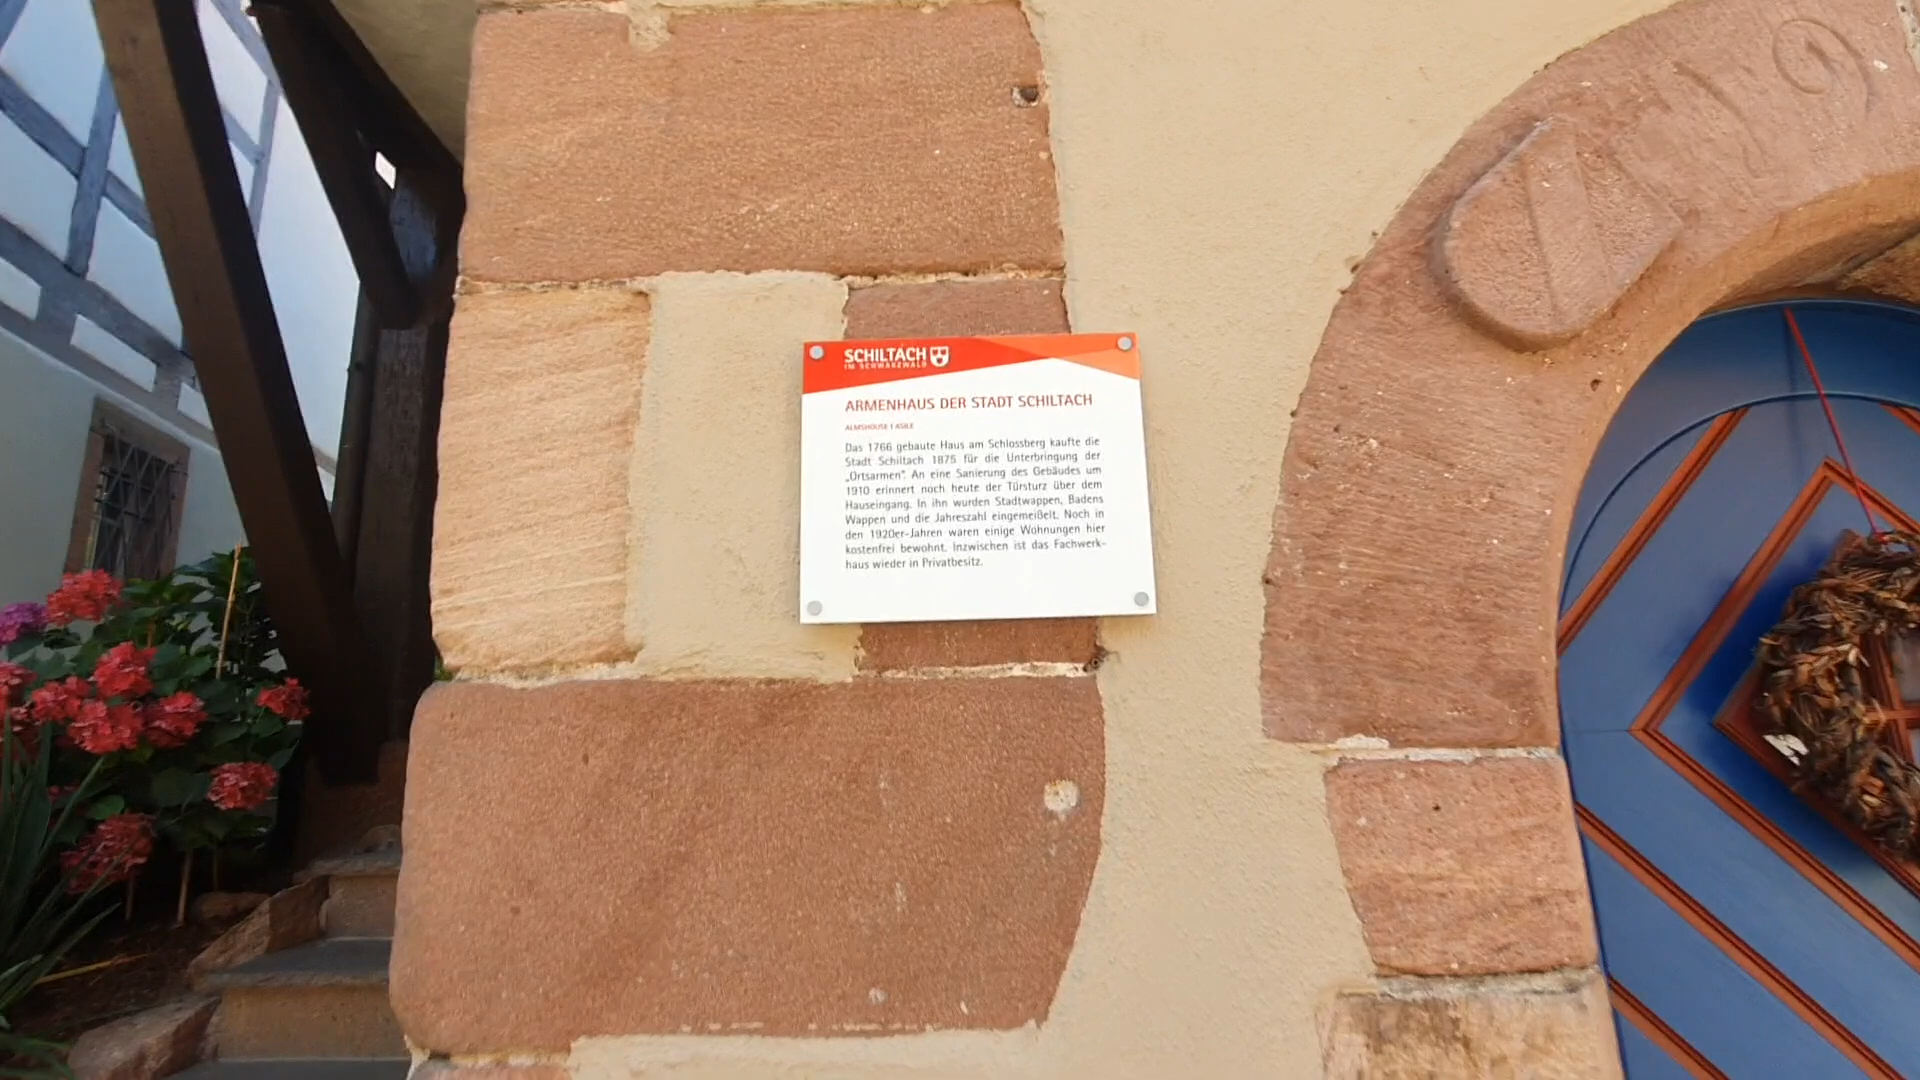 SCHILTACH
IM SCHWARZWALD
ARMENHAUS DER STADT SCHILTACH
ALMSHOUSE | ASILE
Das 1766 gebaute Haus am Schlossberg kaufte die
Stadt Schiltach 1875 für die Unterbringung der
„Ortsarmen“. An eine Sanierung des Gebäudes um
1910 erinnert noch heute der Türsturz über dem
Hauseingang. In ihn wurden Stadtwappen, Badens
Wappen und die Jahreszahl eingemeißelt. Noch in
den 1920er-Jahren waren einige Wohnungen hier
kostenfrei bewohnt. Inzwischen ist das Fachwerk-
haus wieder in Privatbesitz.
19